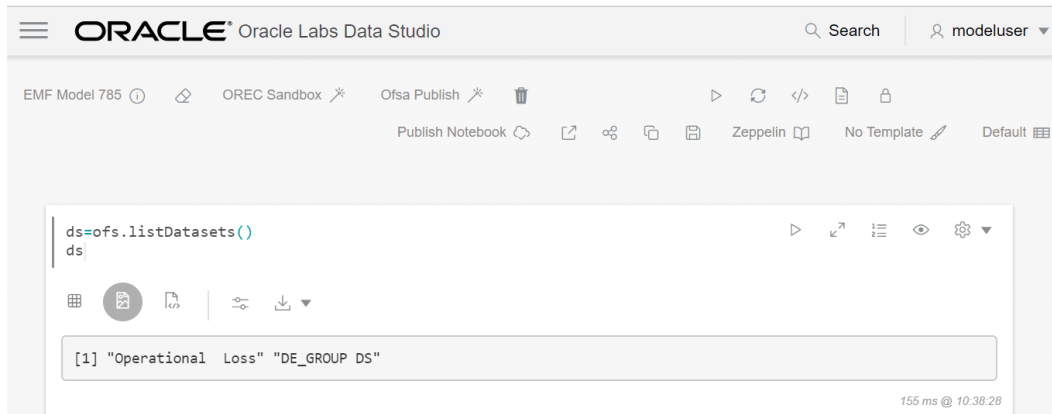 ORACLE® Oracle Labs Data Studio Search modeluser
EMF Model 785 OREC Sandbox Ofsa Publish
Publish Notebook Zeppelin No Template Default
ds=ofs.listDatasets()
ds
[1] "Operational  Loss" "DE_GROUP DS"
155 ms @ 10:38:28